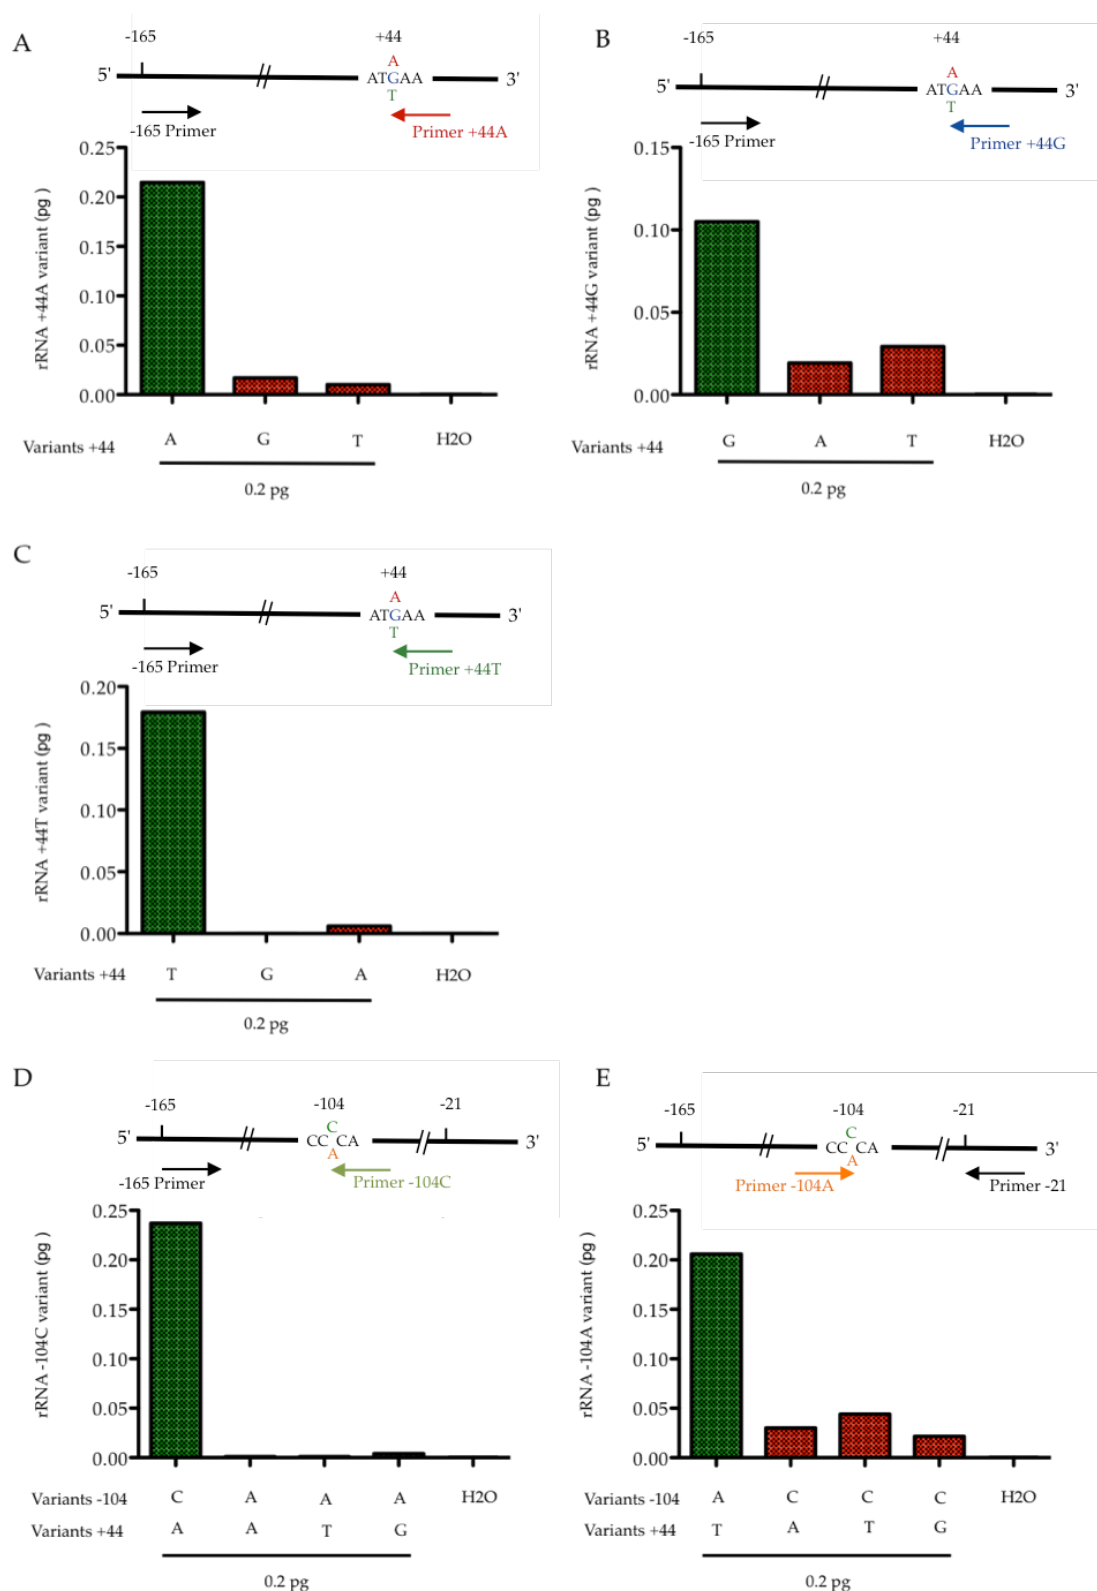 A
-165 +44
A
5' ATGAA 3'
T
-165 Primer Primer +44A
rRNA +44A variant (pg )
0.25
0.20
0.15
0.10
0.05
0.00
Variants +44 A G T H2O
0.2 pg
B
-165 +44
A
5' ATGAA 3'
T
-165 Primer Primer +44G
rRNA +44G variant (pg )
0.15
0.10
0.05
0.00
Variants +44 G A T H2O
0.2 pg
C
-165 +44
A
5' ATGAA 3'
T
-165 Primer Primer +44T
rRNA +44T variant (pg )
0.20
0.15
0.10
0.05
0.00
Variants +44 T G A H2O
0.2 pg
D
-165 -104 -21
C
5' CC CA 3'
A
-165 Primer Primer -104C
rRNA -104C variant (pg )
0.25
0.20
0.15
0.10
0.05
0.00
Variants -104 C A A A H2O
Variants +44 A A T G
0.2 pg
E
-165 -104 -21
C
5' CC CA 3'
A
Primer -104A Primer -21
rRNA -104A variant (pg )
0.25
0.20
0.15
0.10
0.05
0.00
Variants -104 A C C C H2O
Variants +44 T A T G
0.2 pg